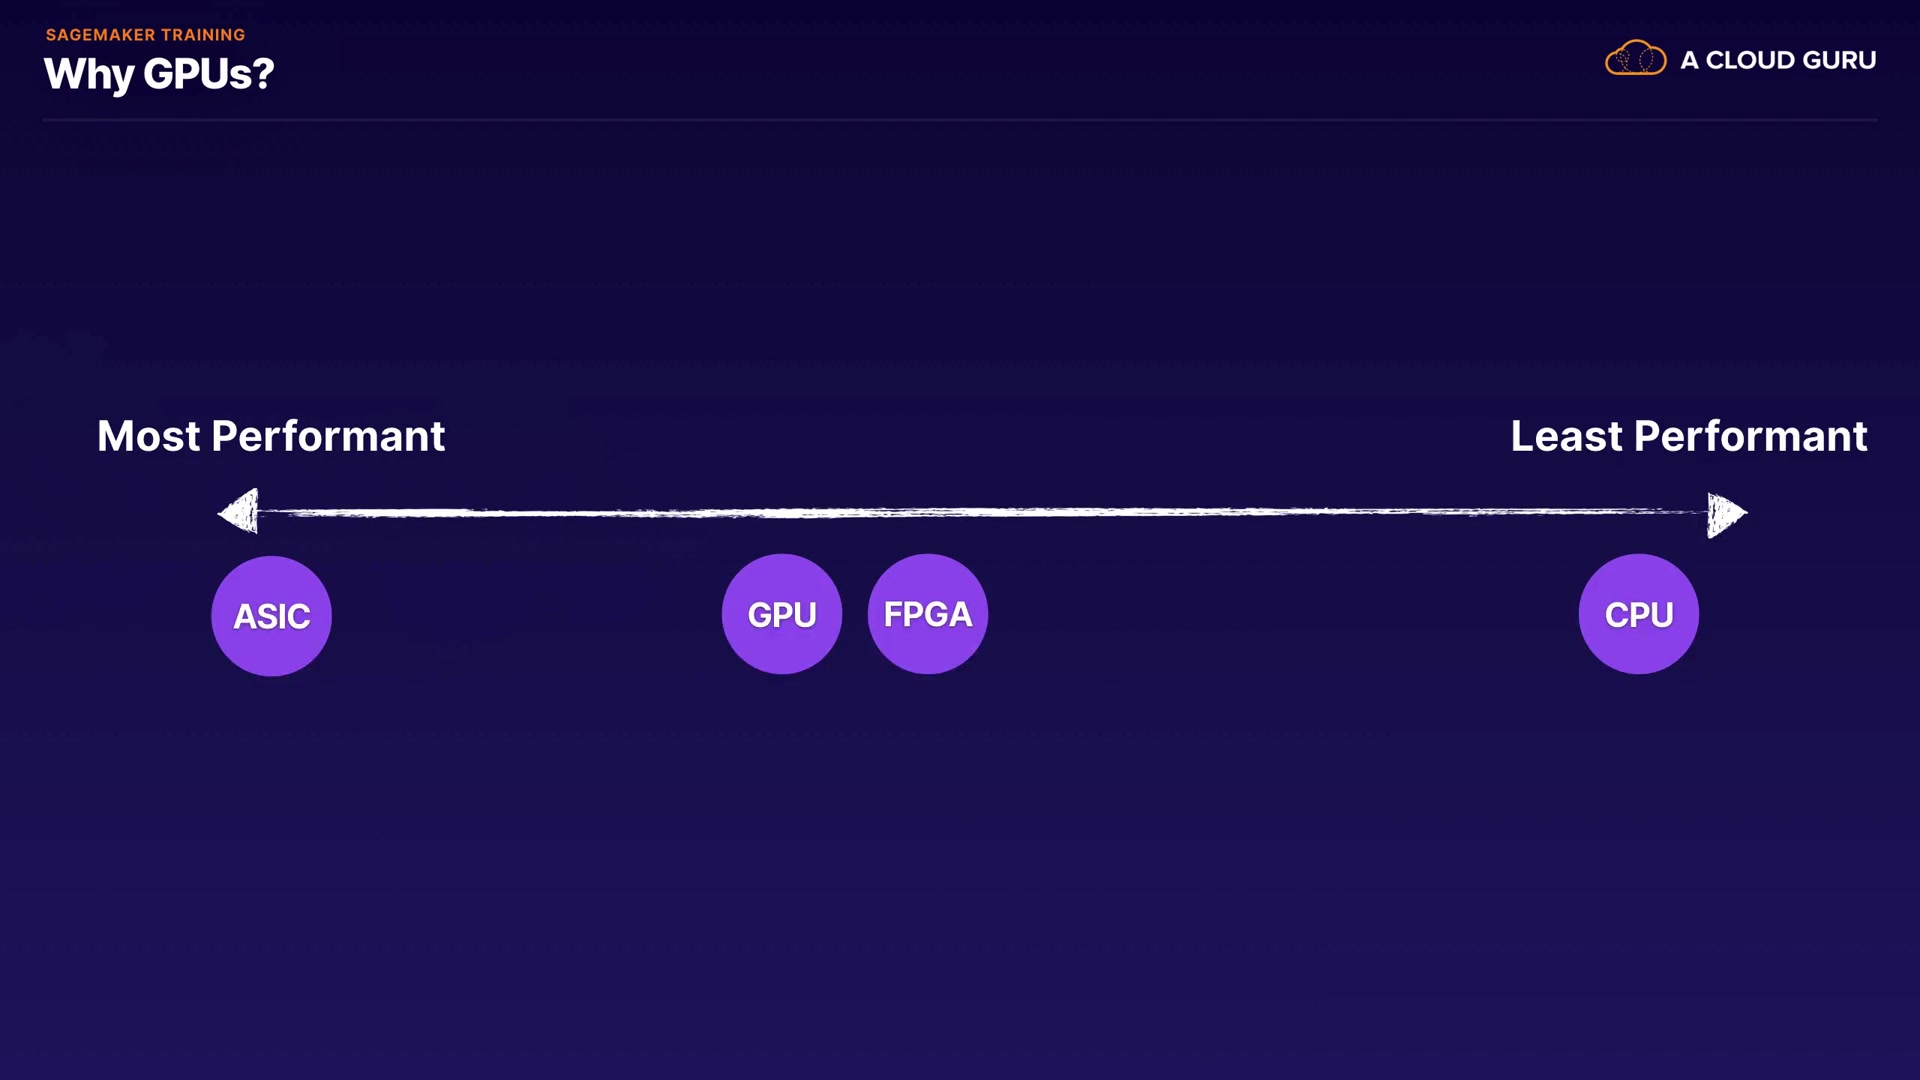 SAGEMAKER TRAINING
Why GPUs?
A CLOUD GURU
Most Performant
Least Performant
ASIC
GPU
FPGA
CPU